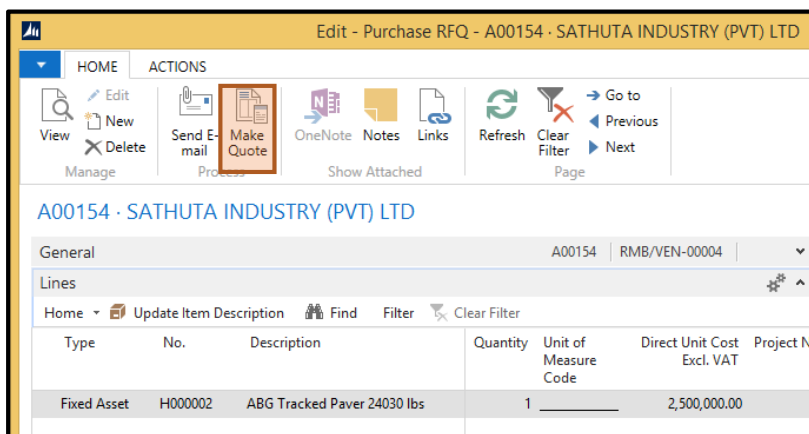 Edit - Purchase RFQ - A00154 · SATHUTA INDUSTRY (PVT) LTD
HOME ACTIONS
View Edit New Delete
Send E-mail Make Quote
OneNote Notes Links
Refresh Clear Filter Go to Previous Next
Manage Process Show Attached Page
A00154 · SATHUTA INDUSTRY (PVT) LTD
General A00154 RMB/VEN-00004
Lines
Home Update Item Description Find Filter Clear Filter
Type No. Description Quantity Unit of Measure Code Direct Unit Cost Excl. VAT Project N
Fixed Asset H000002 ABG Tracked Paver 24030 lbs 1 2,500,000.00